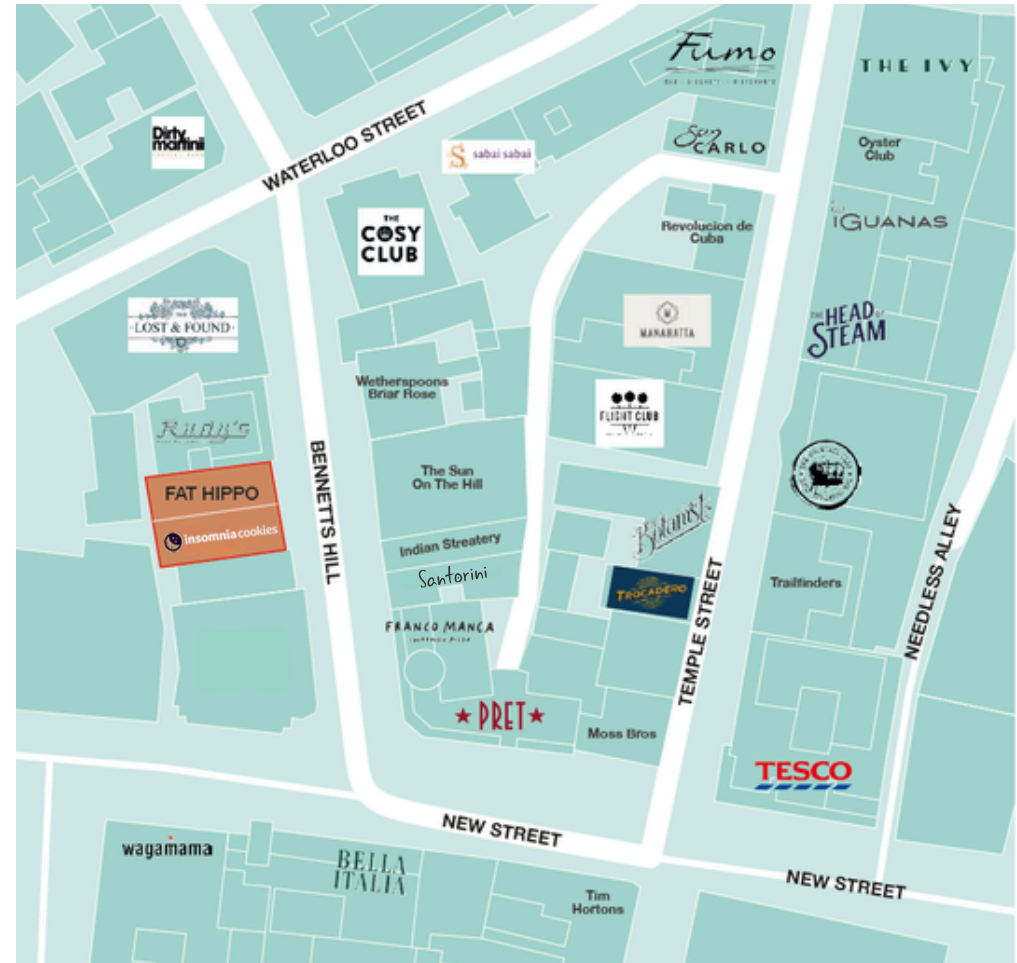 Fumo
THE IVY
Dirty
martini
WATERLOO STREET
S sabai sabai
San
CARLO
Oyster
Club
THE
COSY
CLUB
Revolucion de
Cuba
IGUANAS
THE
LOST & FOUND
MANAHATTA
THE HEAD OF
STEAM
Wetherspoons
Briar Rose
FLIGHT CLUB
Rudy's
BENNETTS HILL
The Sun
On The Hill
FAT HIPPO
insomnia cookies
Botanist
NEEDLESS ALLEY
Indian Streatery
Santorini
TROCADERO
TEMPLE STREET
Trailfinders
FRANCO MANCA
PRET
Moss Bros
TESCO
NEW STREET
wagamama
BELLA
ITALIA
NEW STREET
Tim
Hortons